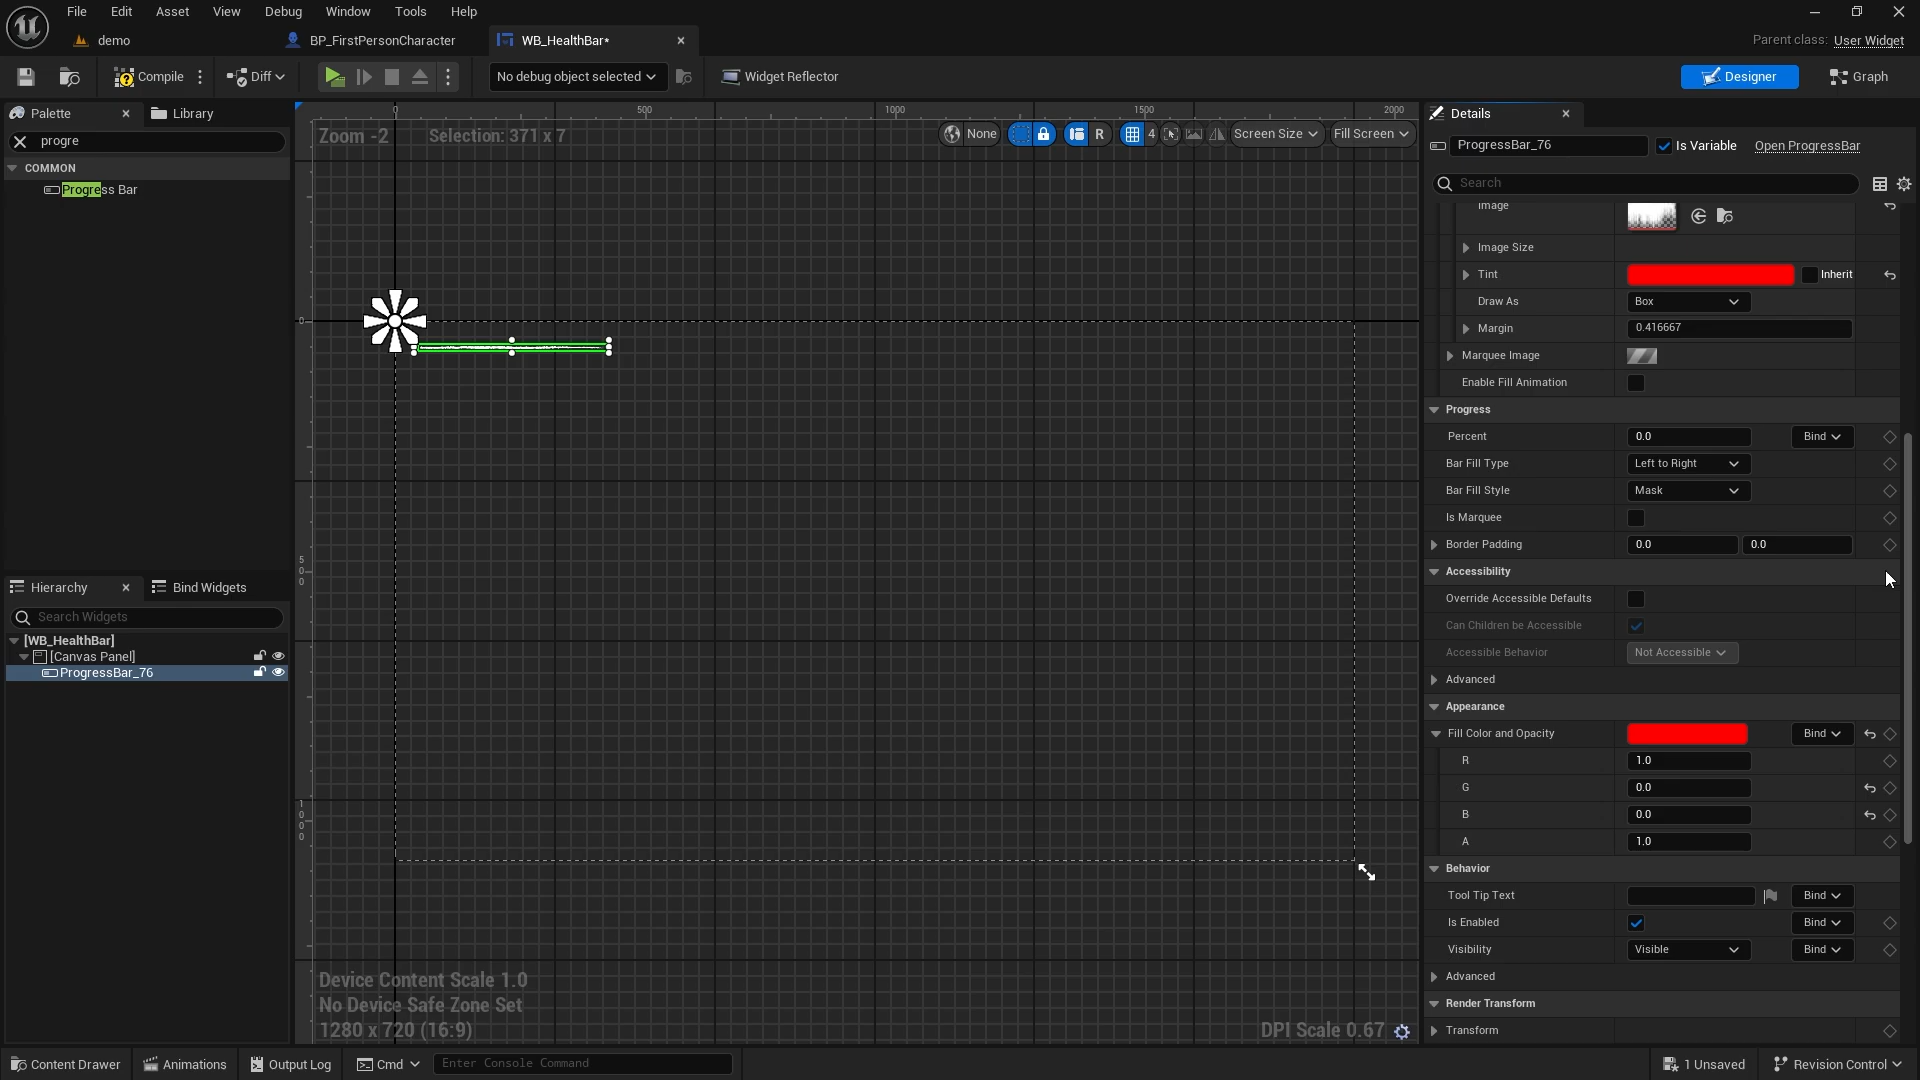 File Edit Asset View Debug Window Tools Help
demo BP_FirstPersonCharacter WB_HealthBar*
Parent class: User Widget
Compile Diff No debug object selected Widget Reflector Designer Graph
Palette Library
progre
COMMON
Progress Bar
Hierarchy Bind Widgets
Search Widgets
[WB_HealthBar]
[Canvas Panel]
ProgressBar_76
0 500 1000 1500 2000
Zoom -2 Selection: 371 x 7 None R 4 Screen Size Fill Screen
0
500
1000
Device Content Scale 1.0
No Device Safe Zone Set
1280 x 720 (16:9)
DPI Scale 0.67
Details
ProgressBar_76 Is Variable Open ProgressBar
Search
Image
Image Size
Tint Inherit
Draw As Box
Margin 0.416667
Marquee Image
Enable Fill Animation
Progress
Percent 0.0 Bind
Bar Fill Type Left to Right
Bar Fill Style Mask
Is Marquee
Border Padding 0.0 0.0
Accessibility
Override Accessible Defaults
Can Children be Accessible
Accessible Behavior Not Accessible
Advanced
Appearance
Fill Color and Opacity Bind
R 1.0
G 0.0
B 0.0
A 1.0
Behavior
Tool Tip Text Bind
Is Enabled Bind
Visibility Visible Bind
Advanced
Render Transform
Transform
Content Drawer Animations Output Log Cmd Enter Console Command 1 Unsaved Revision Control